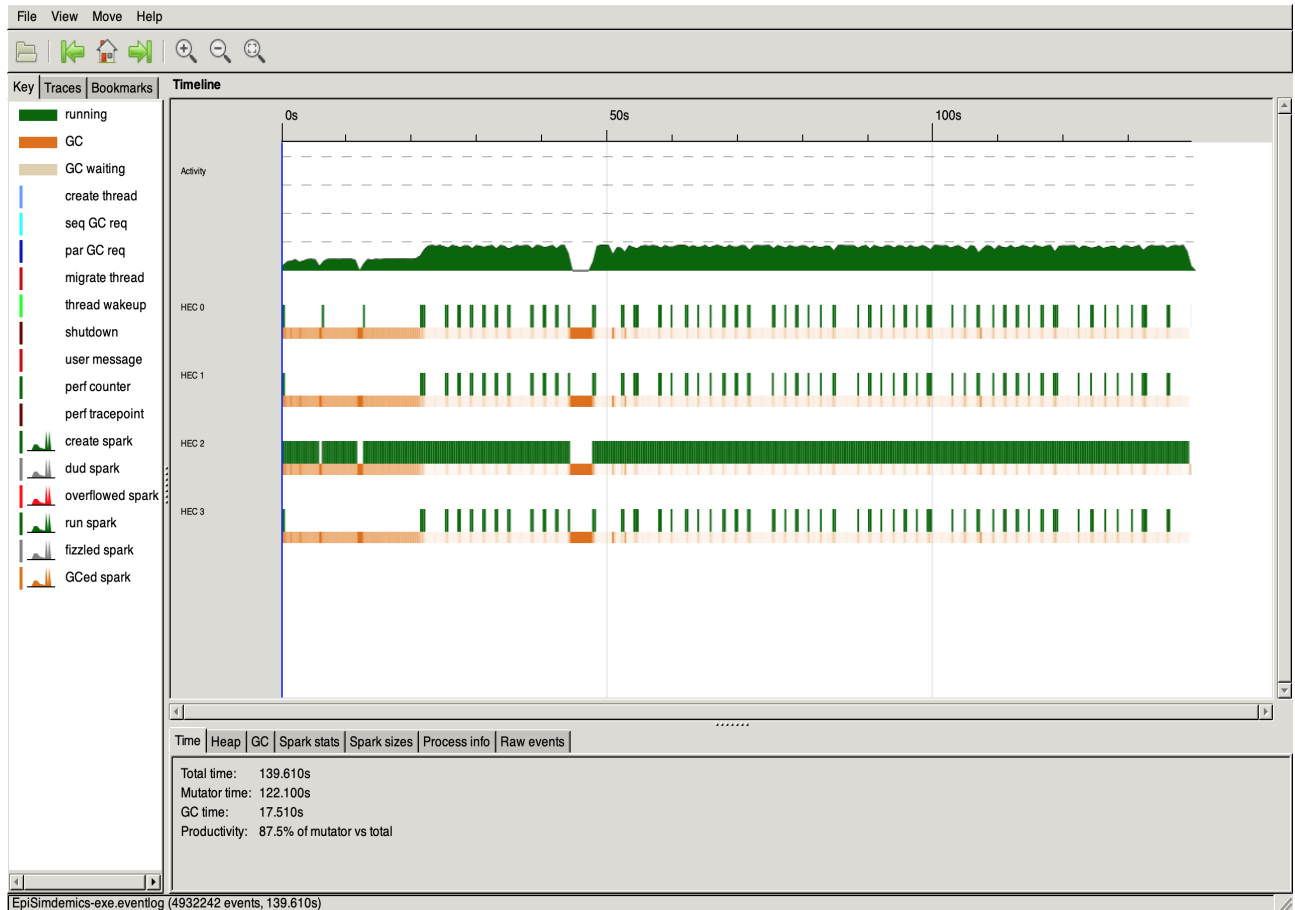 File View Move Help
Key Traces Bookmarks
running
GC
GC waiting
create thread
seq GC req
par GC req
migrate thread
thread wakeup
shutdown
user message
perf counter
perf tracepoint
create spark
dud spark
overflowed spark
run spark
fizzled spark
GCed spark
Timeline
0s 50s 100s
Activity
HEC 0
HEC 1
HEC 2
HEC 3
Time Heap GC Spark stats Spark sizes Process info Raw events
Total time: 139.610s
Mutator time: 122.100s
GC time: 17.510s
Productivity: 87.5% of mutator vs total
EpiSimdemics-exe.eventlog (4932242 events, 139.610s)